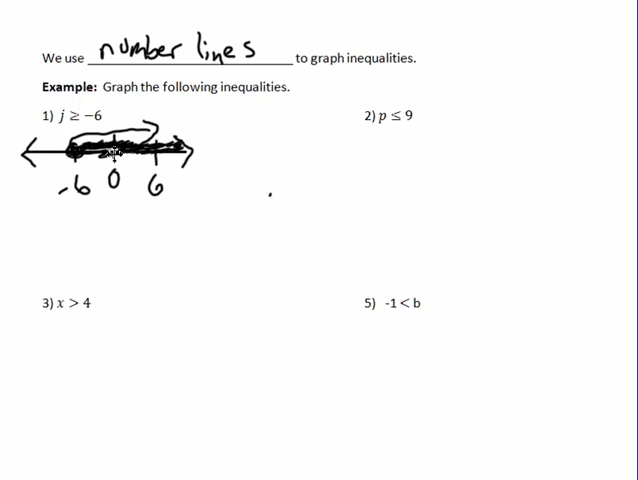 We use number lines to graph inequalities.
Example: Graph the following inequalities.
1) j ≥ −6
2) p ≤ 9
-6 0 6
3) x > 4
5) -1 < b